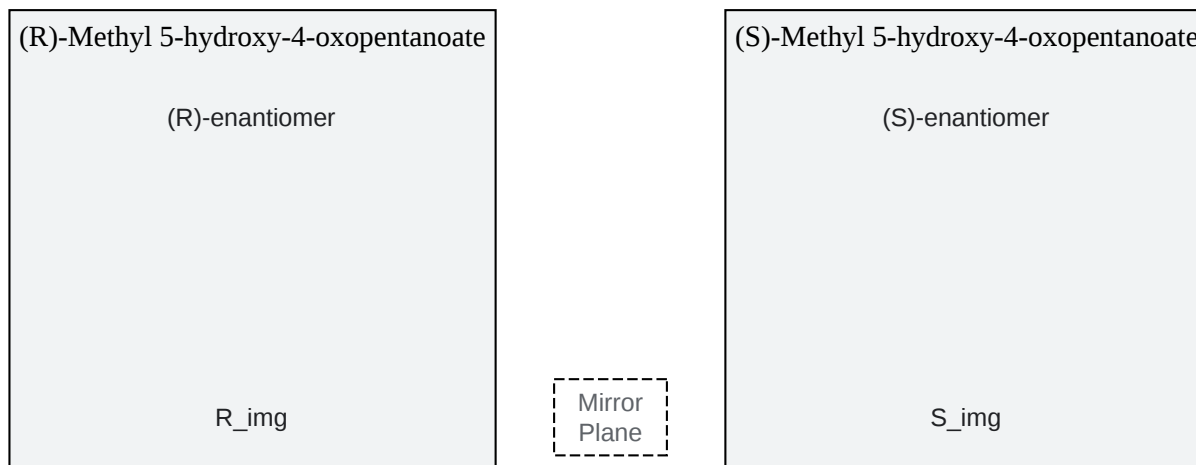 (R)-Methyl 5-hydroxy-4-oxopentanoate
(R)-enantiomer
R_img
Mirror
Plane
(S)-Methyl 5-hydroxy-4-oxopentanoate
(S)-enantiomer
S_img